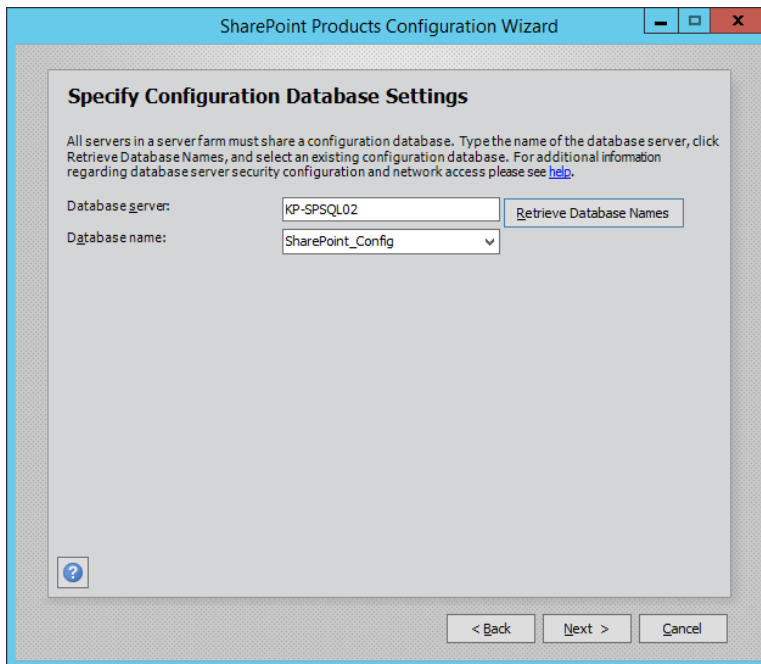 SharePoint Products Configuration Wizard
Specify Configuration Database Settings
All servers in a server farm must share a configuration database. Type the name of the database server, click
Retrieve Database Names, and select an existing configuration database. For additional information
regarding database server security configuration and network access please see help.
Database server: KP-SPSQL02 Retrieve Database Names
Database name: SharePoint_Config
?
< Back Next > Cancel